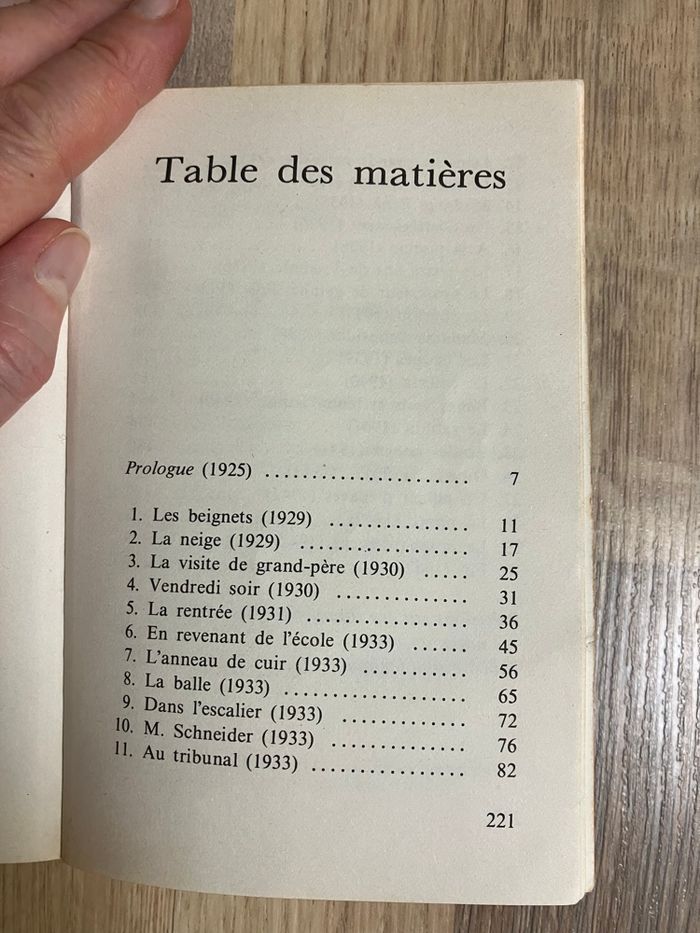 Table des matières
Prologue (1925) ....................... 7
1. Les beignets (1929) ............... 11
2. La neige (1929) .................. 17
3. La visite de grand-père (1930) ..... 25
4. Vendredi soir (1930) .............. 31
5. La rentrée (1931) ................. 36
6. En revenant de l'école (1933) ...... 45
7. L'anneau de cuir (1933) ........... 56
8. La balle (1933) ................... 65
9. Dans l'escalier (1933) ............. 72
10. M. Schneider (1933) .............. 76
11. Au tribunal (1933) ................ 82
221